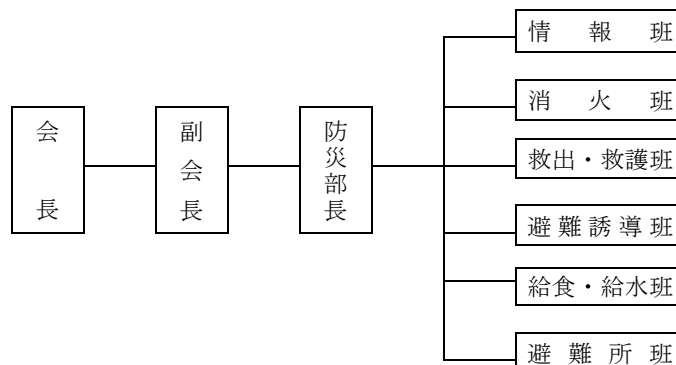 会長
副会長
防災部長
情報班
消火班
救出・救護班
避難誘導班
給食・給水班
避難所班